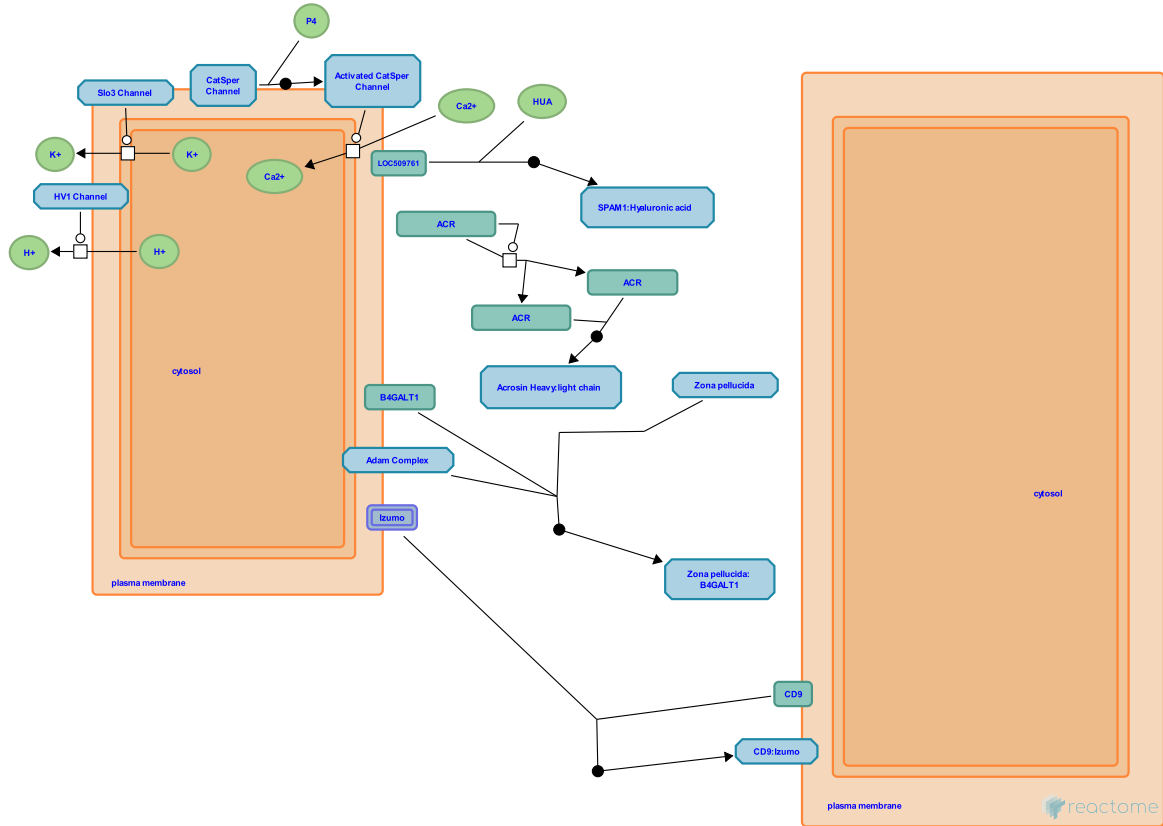 P4
CatSper
Channel
Activated CatSper
Channel
Slo3 Channel
Ca2+
HUA
K+
K+
LOC509761
Ca2+
HV1 Channel
SPAM1:Hyaluronic acid
ACR
H+
H+
ACR
ACR
cytosol
Acrosin Heavy:light chain
Zona pellucida
B4GALT1
Adam Complex
cytosol
Izumo
Zona pellucida:
B4GALT1
plasma membrane
CD9
CD9:Izumo
plasma membrane
reactome